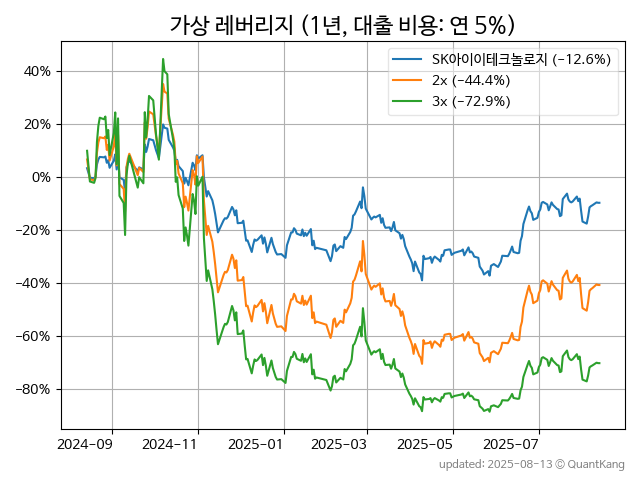 가상 레버리지 (1년, 대출 비용: 연 5%)
SK아이이테크놀로지 (−12.6%)
2x (−44.4%)
3x (−72.9%)
40%
20%
0%
−20%
−40%
−60%
−80%
2024-09
2024-11
2025-01
2025-03
2025-05
2025-07
updated: 2025-08-13 © QuantKang